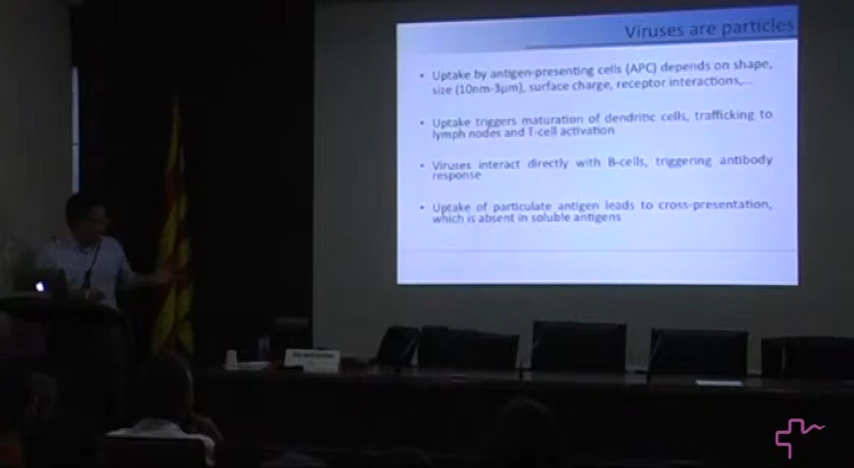 Viruses are particles
• Uptake by antigen-presenting cells (APC) depends on shape,
size (10nm-3μm), surface charge, receptor interactions,...
• Uptake triggers maturation of dendritic cells, trafficking to
lymph nodes and T-cell activation
• Viruses interact directly with B-cells, triggering antibody
response
• Uptake of particulate antigen leads to cross-presentation,
which is absent in soluble antigens